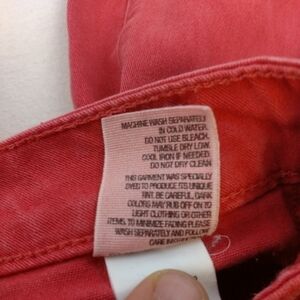 MACHINE WASH SEPARATELY
IN COLD WATER.
DO NOT USE BLEACH.
TUMBLE DRY LOW.
COOL IRON IF NEEDED.
DO NOT DRY CLEAN
THIS GARMENT WAS SPECIALLY
DYED TO PRODUCE ITS UNIQUE
TINT. BE CAREFUL, DARK
COLORS MAY RUB OFF ON TO
LIGHT CLOTHING OR OTHER
ITEMS. TO MINIMIZE FADING PLEASE
WASH SEPARATELY AND FOLLOW
CARE